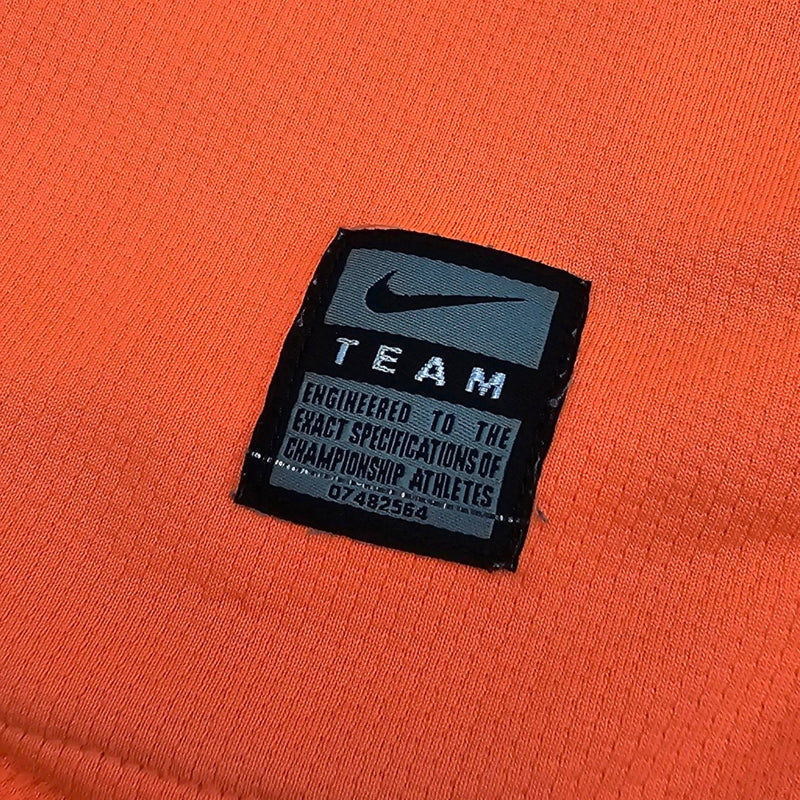 TEAM
ENGINEERED TO THE
EXACT SPECIFICATIONS OF
CHAMPIONSHIP ATHLETES
07482564